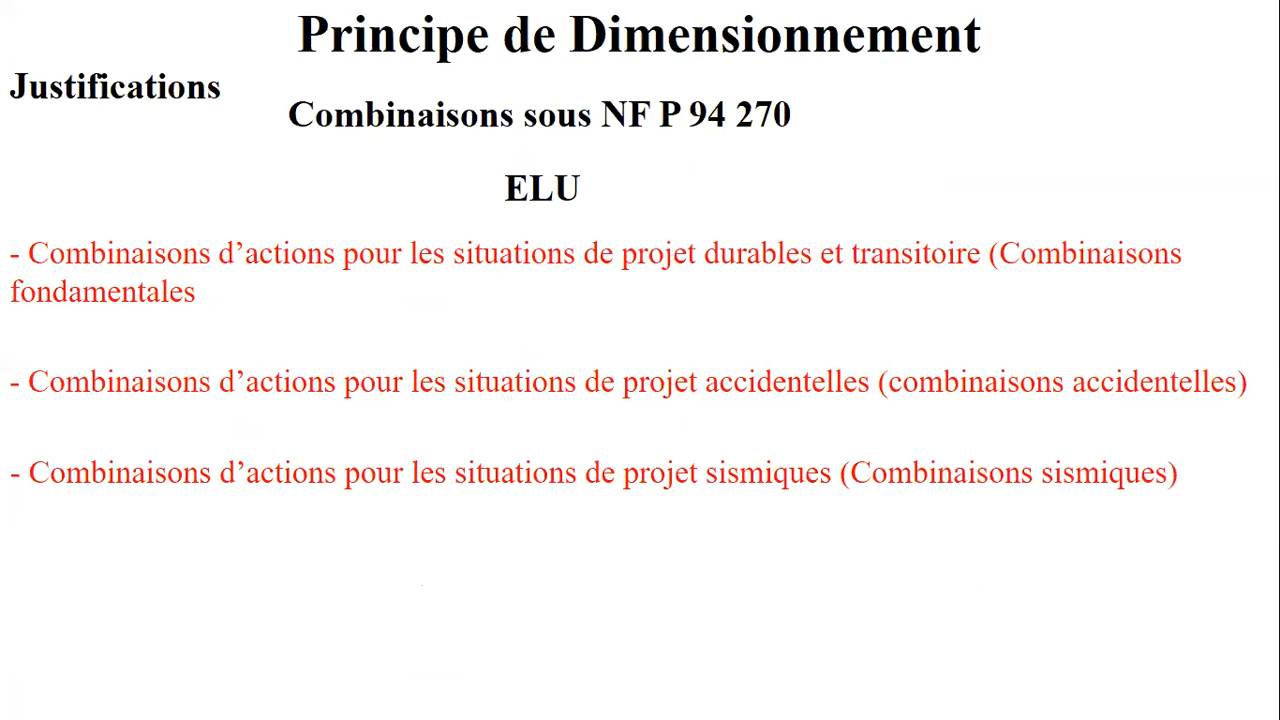 Principe de Dimensionnement
Justifications
Combinaisons sous NF P 94 270
ELU
- Combinaisons d’actions pour les situations de projet durables et transitoire (Combinaisons
fondamentales
- Combinaisons d’actions pour les situations de projet accidentelles (combinaisons accidentelles)
- Combinaisons d’actions pour les situations de projet sismiques (Combinaisons sismiques)